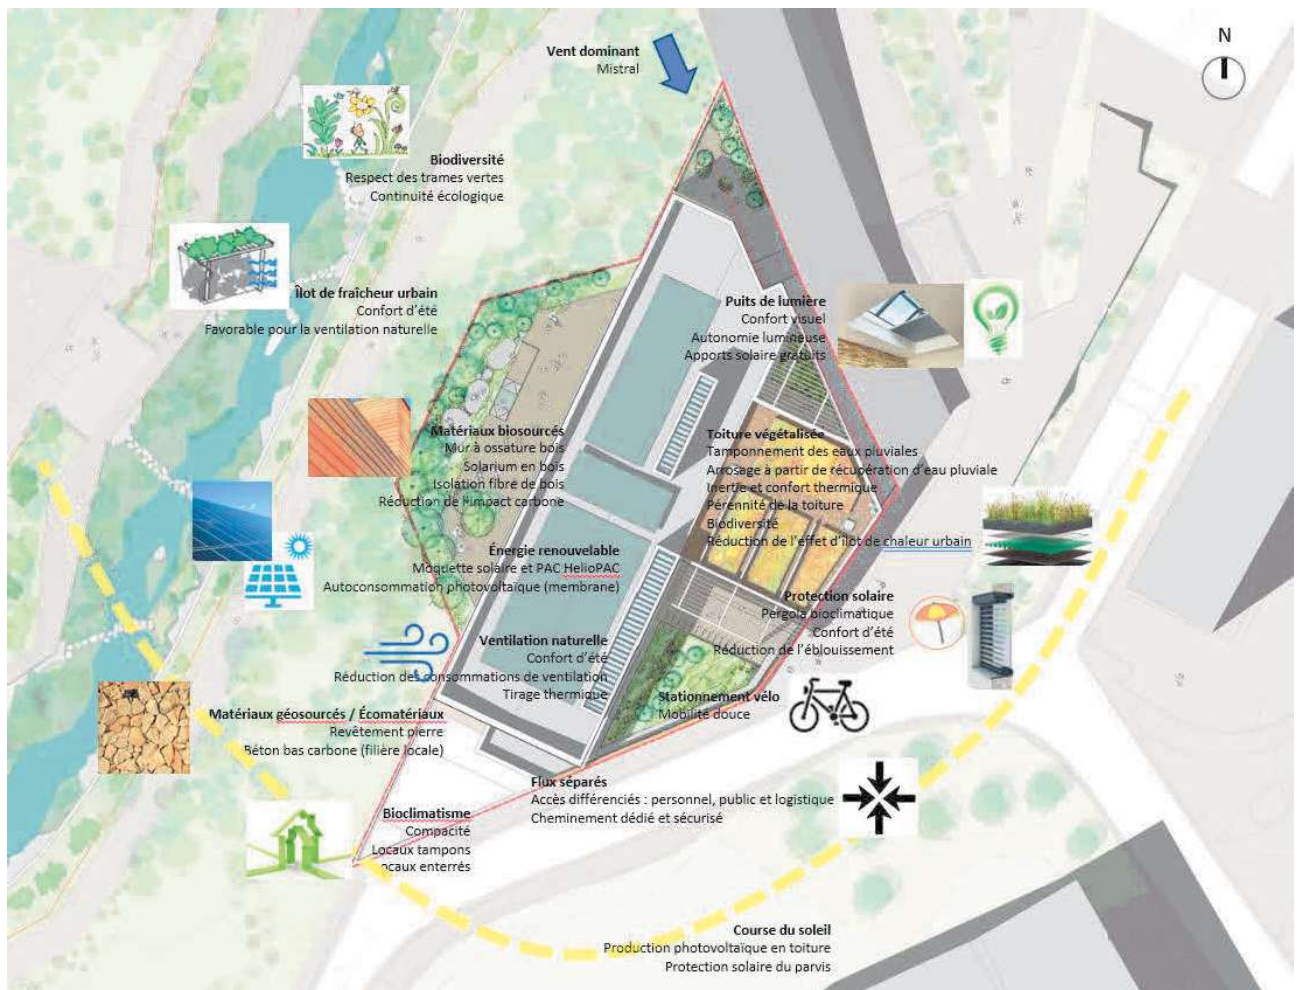 Vent dominant
Mistral
N
Biodiversité
Respect des trames vertes
Continuité écologique
Îlot de fraîcheur urbain
Confort d'été
Favorable pour la ventilation naturelle
Puits de lumière
Confort visuel
Autonomie lumineuse
Apports solaire gratuits
Matériaux biosourcés
Mur à ossature bois
Solarium en bois
Isolation fibre de bois
Réduction de l'impact carbone
Toiture végétalisée
Tamponnement des eaux pluviales
Arrosage à partir de récupération d'eau pluviale
Inertie et confort thermique
Pérennité de la toiture
Biodiversité
Réduction de l'effet d'îlot de chaleur urbain
Énergie renouvelable
Moquette solaire et PAC HelioPAC
Autoconsommation photovoltaïque (membrane)
Protection solaire
Pergola bioclimatique
Confort d'été
Réduction de l'éblouissement
Ventilation naturelle
Confort d'été
Réduction des consommations de ventilation
Tirage thermique
Stationnement vélo
Mobilité douce
Matériaux géosourcés / Écomatériaux
Revêtement pierre
Béton bas carbone (filière locale)
Flux séparés
Accès différenciés : personnel, public et logistique
Cheminement dédié et sécurisé
Bioclimatisme
Compacité
Locaux tampons
Locaux enterrés
Course du soleil
Production photovoltaïque en toiture
Protection solaire du parvis